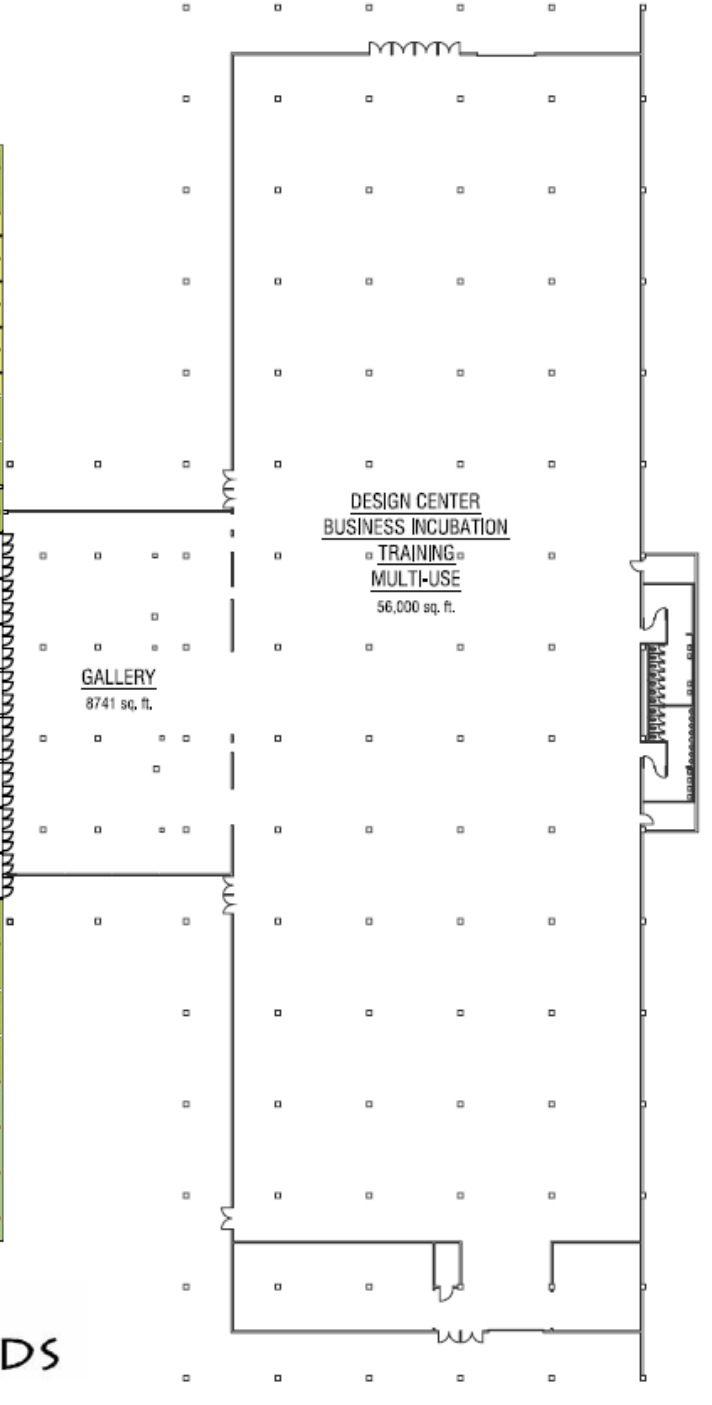 DESIGN CENTER
BUSINESS INCUBATION
TRAINING
MULTI-USE
56,000 sq. ft.
GALLERY
8741 sq. ft.
DS